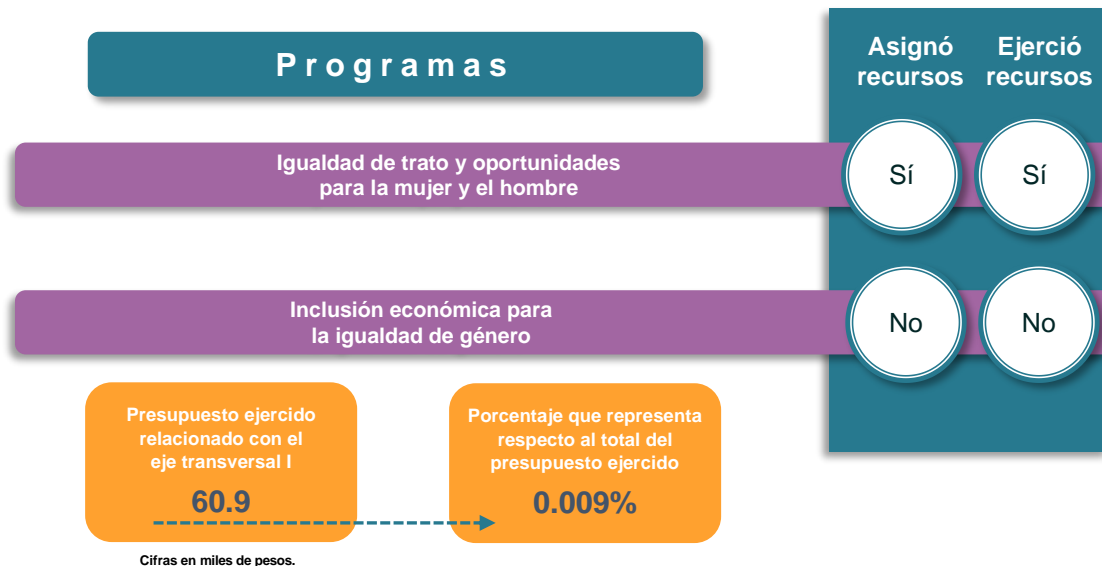 Programas
Asignó
recursos
Ejerció
recursos
Igualdad de trato y oportunidades
para la mujer y el hombre
Sí
Sí
Inclusión económica para
la igualdad de género
No
No
Presupuesto ejercido
relacionado con el
eje transversal I
60.9
Porcentaje que representa
respecto al total del
presupuesto ejercido
0.009%
Cifras en miles de pesos.